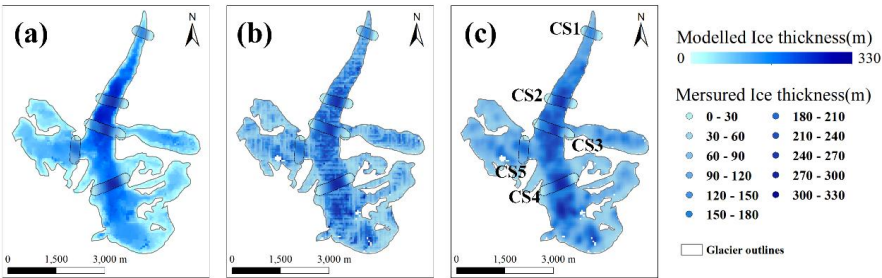 (a)
N
0
1,500
3,000 m
(b)
N
0
1,500
3,000 m
(c)
N
CS1
CS2
CS3
CS5
CS4
0
1,500
3,000 m
Modelled Ice thickness(m)
0 330
Mersured Ice thickness(m)
0 - 30 180 - 210
30 - 60 210 - 240
60 - 90 240 - 270
90 - 120 270 - 300
120 - 150 300 - 330
150 - 180
Glacier outlines